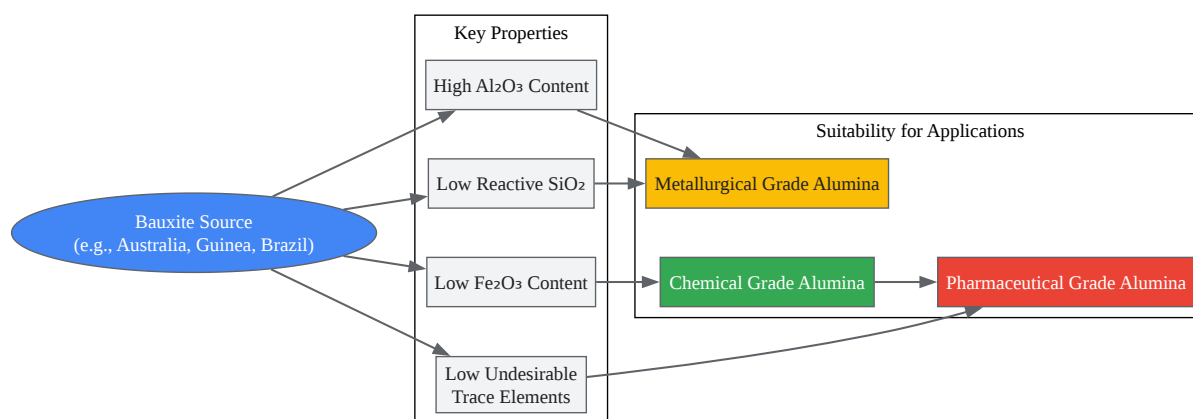 Key Properties
High Al₂O₃ Content
Suitability for Applications
Low Reactive SiO₂
Metallurgical Grade Alumina
Bauxite Source
(e.g., Australia, Guinea, Brazil)
Low Fe₂O₃ Content
Chemical Grade Alumina
Pharmaceutical Grade Alumina
Low Undesirable
Trace Elements